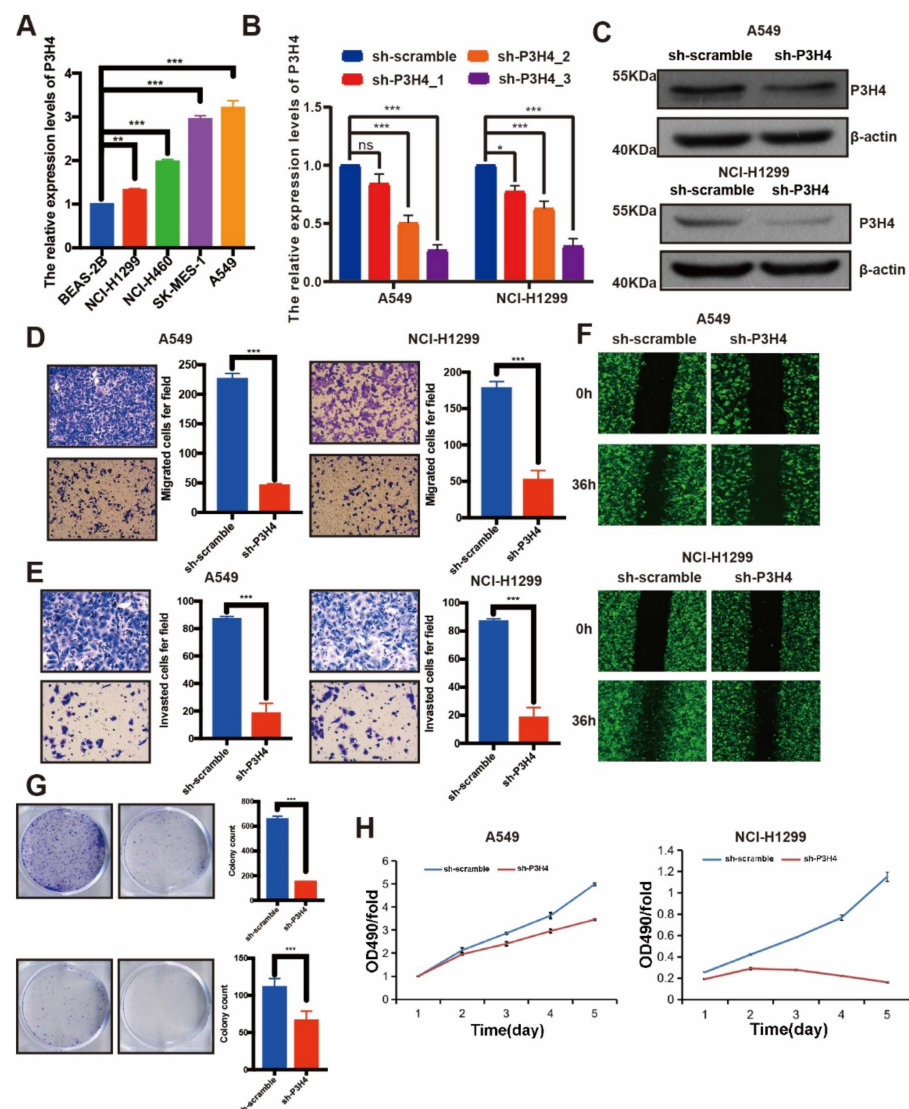 A
The relative expression levels of P3H4
4
3
2
1
0
***
***
***
**
BEAS-2B
NCI-H1299
NCI-H460
SK-MES-1
A549
B
sh-scramble
sh-P3H4_1
sh-P3H4_2
sh-P3H4_3
The relative expression levels of P3H4
1.5
1.0
0.5
0.0
***
***
ns
***
***
*
A549
NCI-H1299
C
A549
sh-scramble
sh-P3H4
55KDa
P3H4
β-actin
40KDa
NCI-H1299
sh-scramble
sh-P3H4
55KDa
P3H4
β-actin
40KDa
D
A549
Migrated cells fer field
250
200
150
100
50
0
***
sh-scramble
sh-P3H4
NCI-H1299
Migrated cells fer field
200
150
100
50
0
***
sh-scramble
sh-P3H4
E
A549
Invasted cells fer field
100
80
60
40
20
0
***
sh-scramble
sh-P3H4
NCI-H1299
Invasted cells fer field
100
80
60
40
20
0
***
sh-scramble
sh-P3H4
F
A549
sh-scramble
sh-P3H4
0h
36h
NCI-H1299
sh-scramble
sh-P3H4
0h
36h
G
Colony count
800
600
400
200
0
***
sh-scramble
sh-P3H4
Colony count
150
100
50
0
***
sh-scramble
sh-P3H4
H
A549
sh-scramble
sh-P3H4
OD490/fold
6
5
4
3
2
1
0
1
2
3
4
5
Time(day)
NCI-H1299
sh-scramble
sh-P3H4
OD490/fold
1.4
1.2
1
0.8
0.6
0.4
0.2
0
1
2
3
4
5
Time(day)